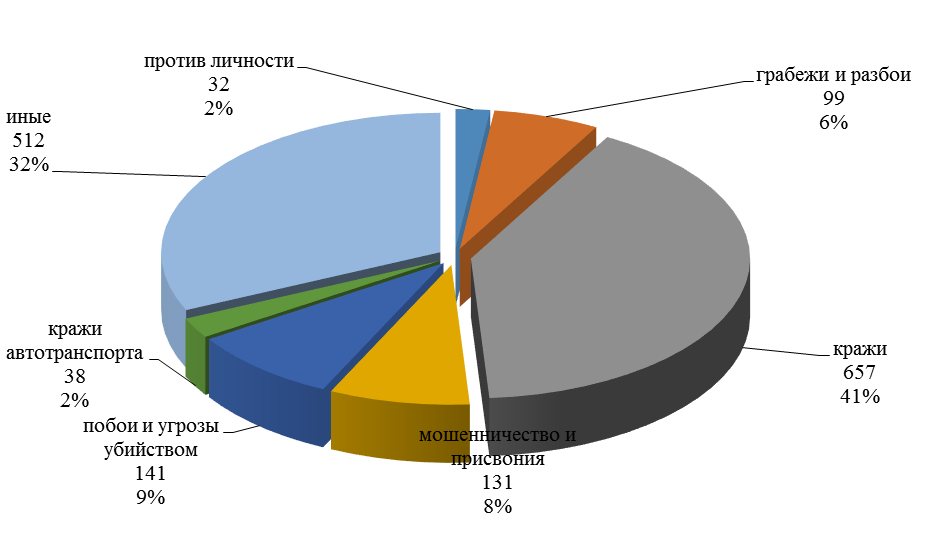 против личности
32
2%
грабежи и разбои
99
6%
иные
512
32%
кражи
657
41%
кражи
автотранспорта
38
2%
побои и угрозы
убийством
141
9%
мошенничество и
присвония
131
8%